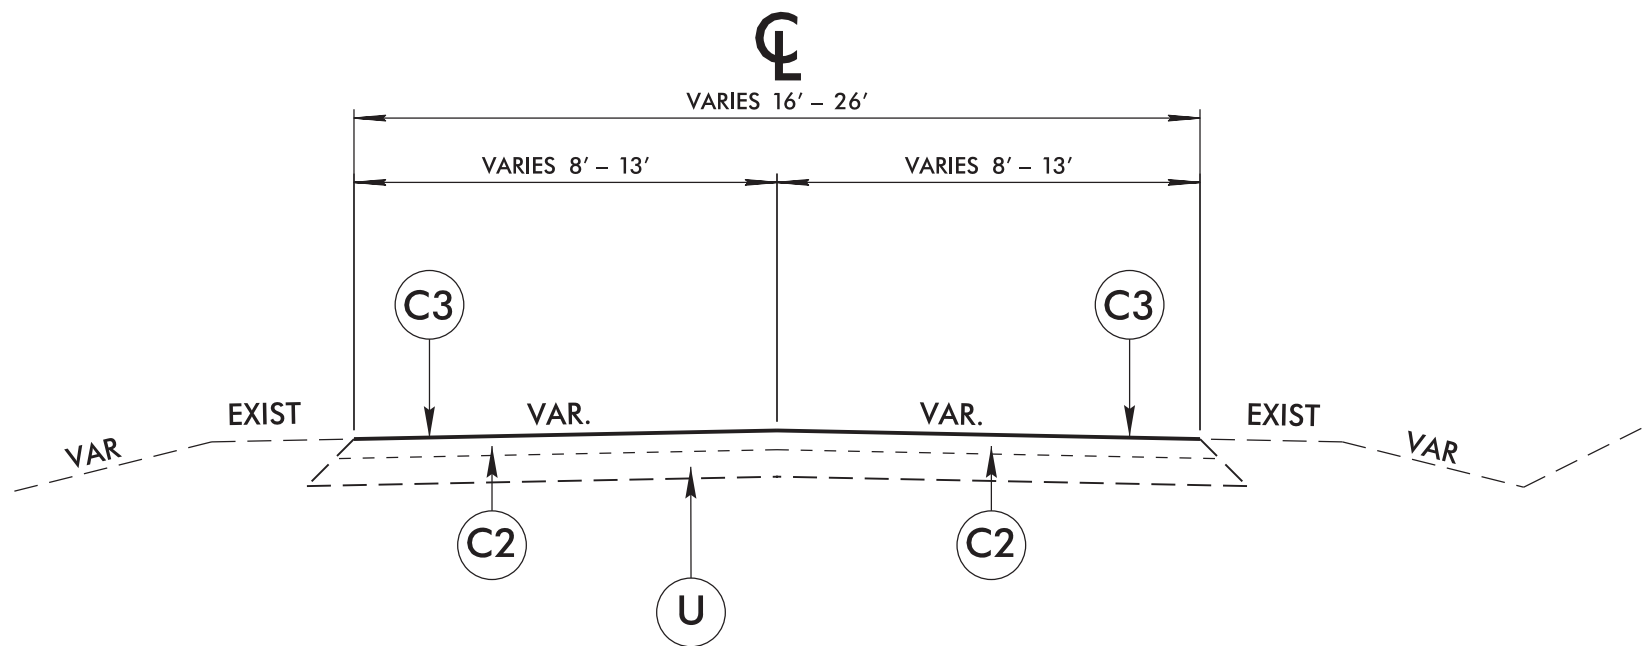 ℄
VARIES 16' – 26'
VARIES 8' – 13'
VARIES 8' – 13'
C3
C3
EXIST
VAR.
VAR.
EXIST
VAR
VAR
C2
C2
U